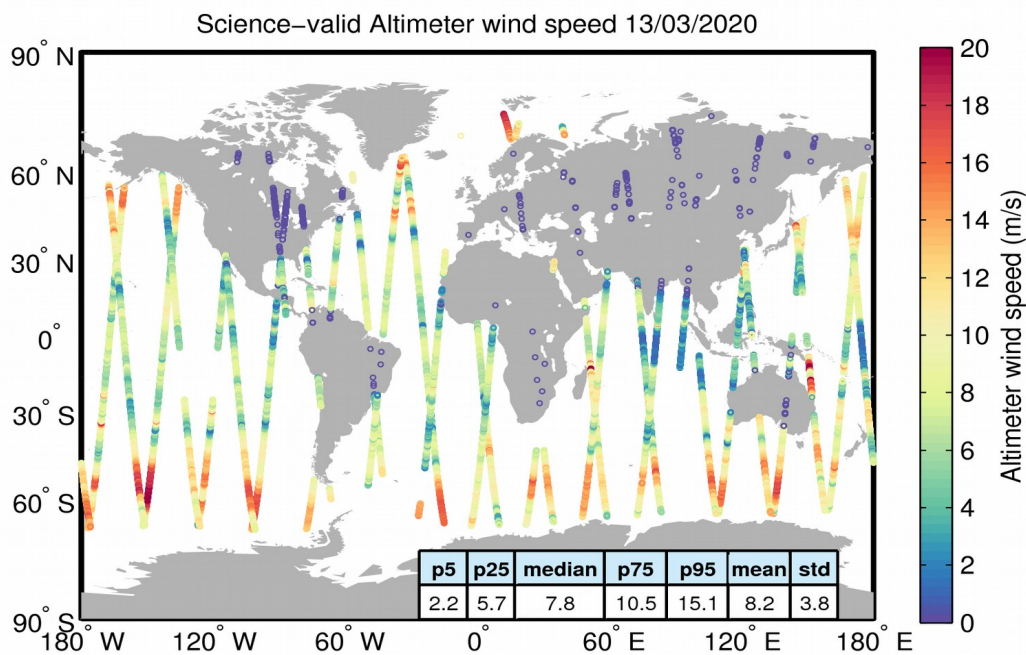 Science−valid Altimeter wind speed 13/03/2020
90° N
60° N
30° N
0°
30° S
60° S
90° S
180° W
120° W
60° W
0°
60° E
120° E
180° E
p5 p25 median p75 p95 mean std
2.2 5.7 7.8 10.5 15.1 8.2 3.8
20
18
16
14
12
10
8
6
4
2
0
Altimeter wind speed (m/s)